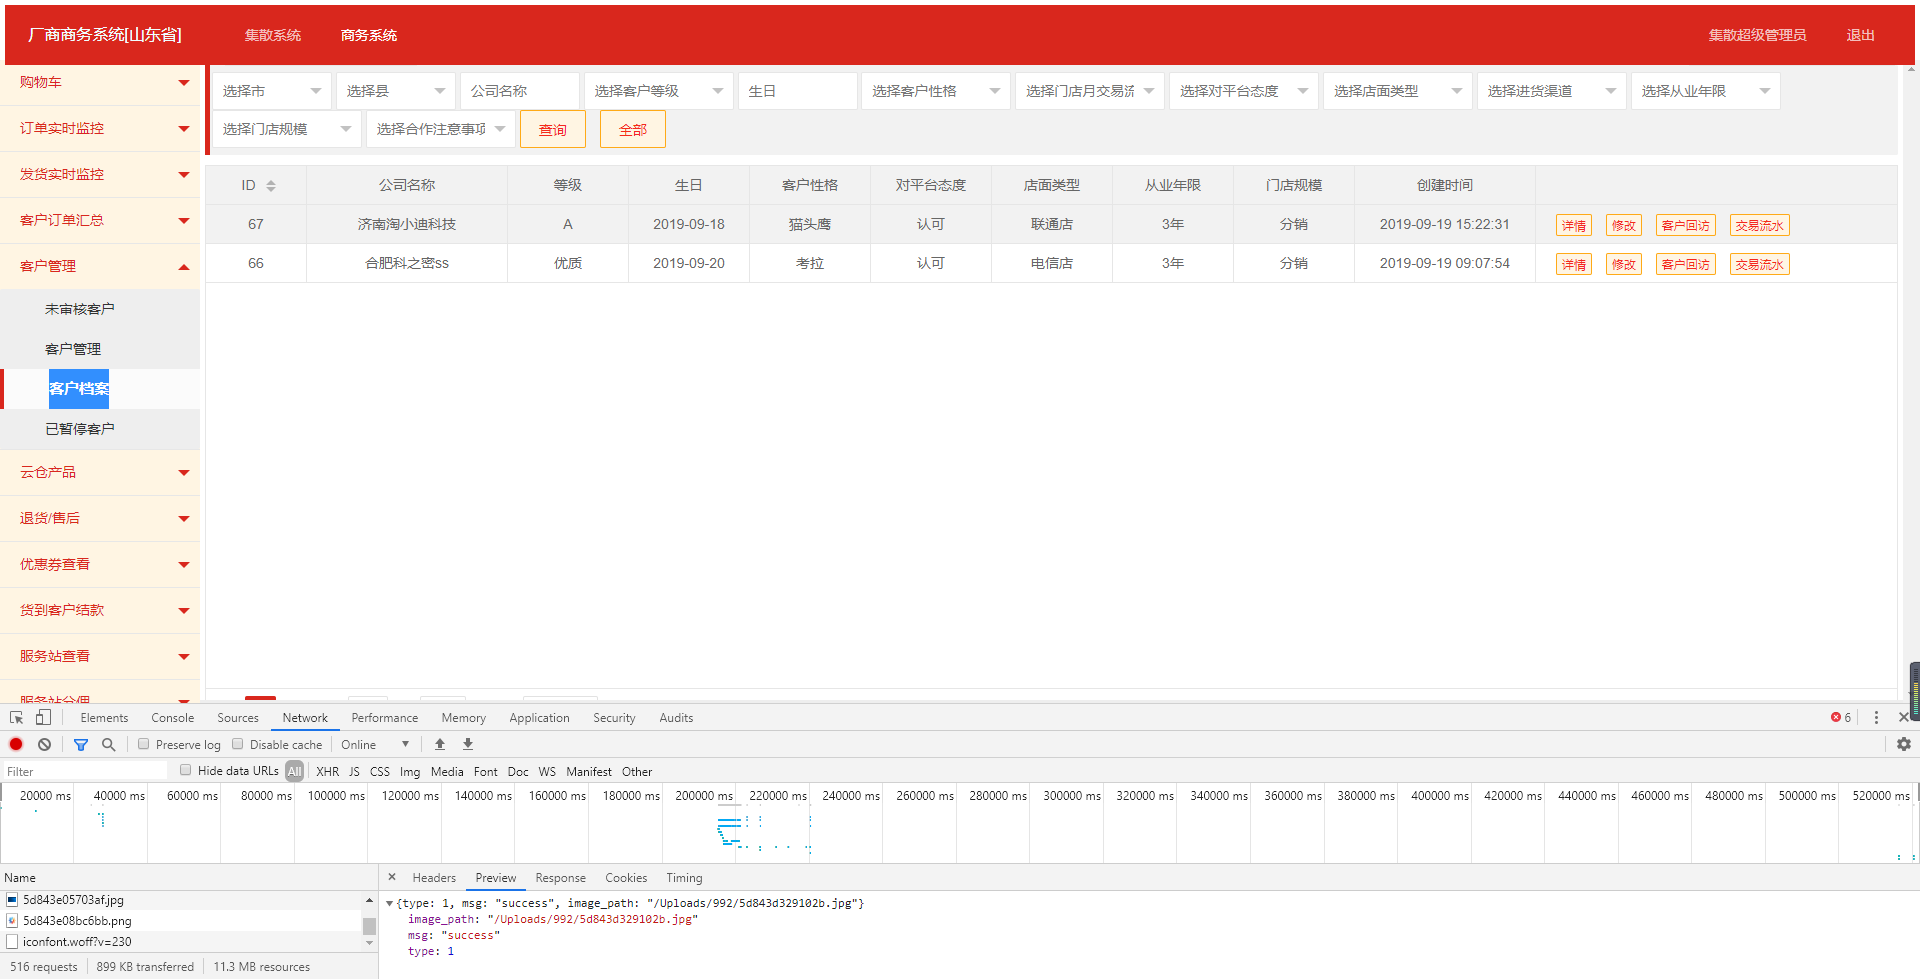 厂商商务系统[山东省] 集散系统 商务系统 集散超级管理员 退出
购物车
订单实时监控
发货实时监控
客户订单汇总
客户管理
未审核客户
客户管理
客户档案
已暂停客户
云仓产品
退货/售后
优惠券查看
货到客户结款
服务站查看
选择市 选择县 公司名称 选择客户等级 生日 选择客户性格 选择门店月交易流 选择对平台态度 选择店面类型 选择进货渠道 选择从业年限
选择门店规模 选择合作注意事项 查询 全部
ID 公司名称 等级 生日 客户性格 对平台态度 店面类型 从业年限 门店规模 创建时间
67 济南淘小迪科技 A 2019-09-18 猫头鹰 认可 联通店 3年 分销 2019-09-19 15:22:31 详情 修改 客户回访 交易流水
66 合肥科之密ss 优质 2019-09-20 考拉 认可 电信店 3年 分销 2019-09-19 09:07:54 详情 修改 客户回访 交易流水
Elements Console Sources Network Performance Memory Application Security Audits 6
Preserve log Disable cache Online
Filter Hide data URLs All XHR JS CSS Img Media Font Doc WS Manifest Other
20000 ms 40000 ms 60000 ms 80000 ms 100000 ms 120000 ms 140000 ms 160000 ms 180000 ms 200000 ms 220000 ms 240000 ms 260000 ms 280000 ms 300000 ms 320000 ms 340000 ms 360000 ms 380000 ms 400000 ms 420000 ms 440000 ms 460000 ms 480000 ms 500000 ms 520000 ms
Name
5d843e05703af.jpg
5d843e08bc6bb.png
iconfont.woff?v=230
516 requests 899 KB transferred 11.3 MB resources
Headers Preview Response Cookies Timing
{type: 1, msg: "success", image_path: "/Uploads/992/5d843d329102b.jpg"}
image_path: "/Uploads/992/5d843d329102b.jpg"
msg: "success"
type: 1